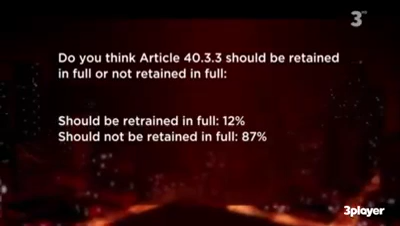 3
Do you think Article 40.3.3 should be retained
in full or not retained in full:
Should be retrained in full: 12%
Should not be retained in full: 87%
3player